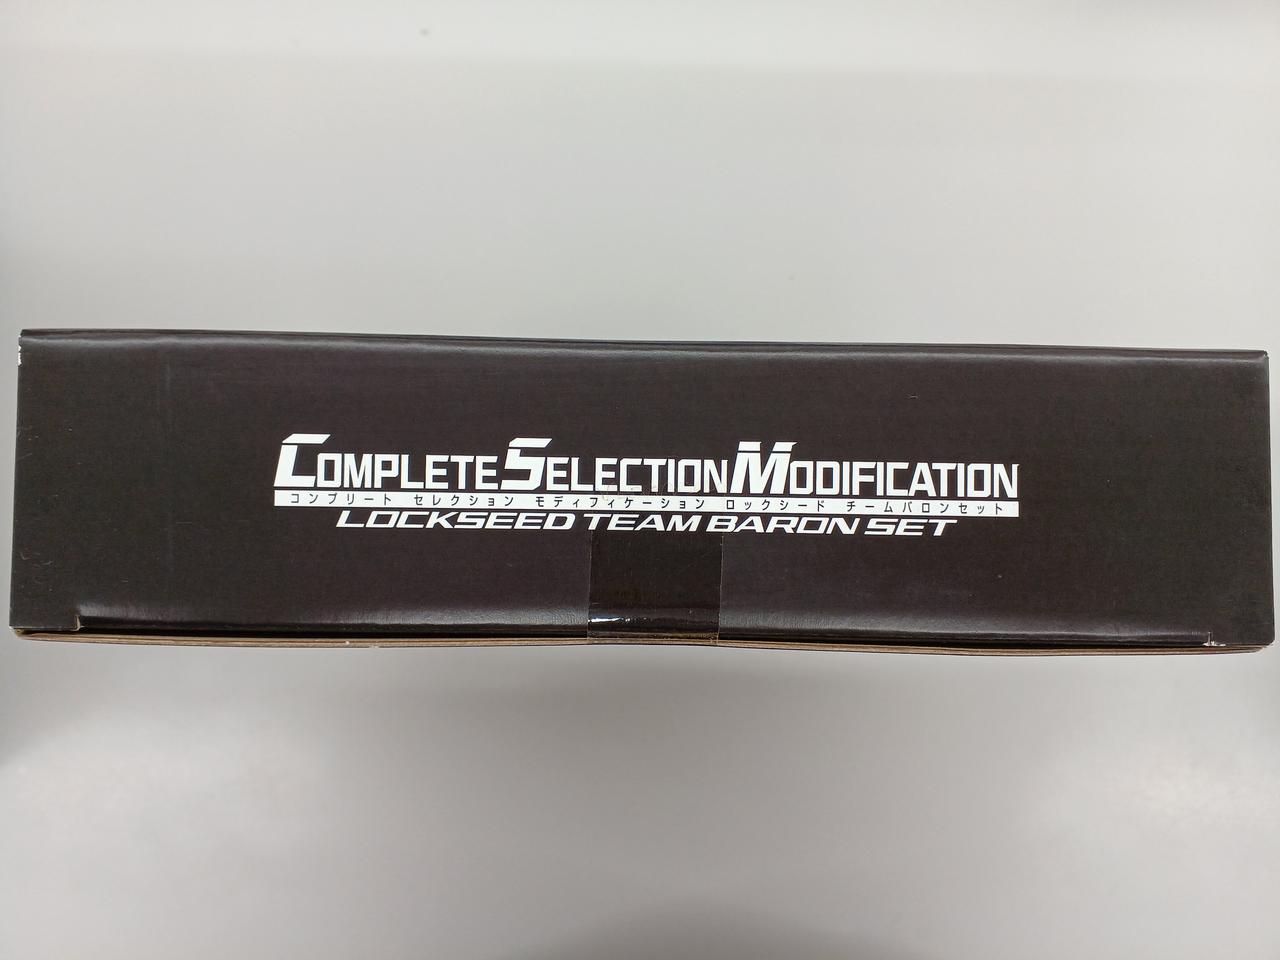 COMPLETE SELECTION MODIFICATION
コンプリート セレクション モディフィケーション ロックシード チームバロンセット
LOCKSEED TEAM BARON SET